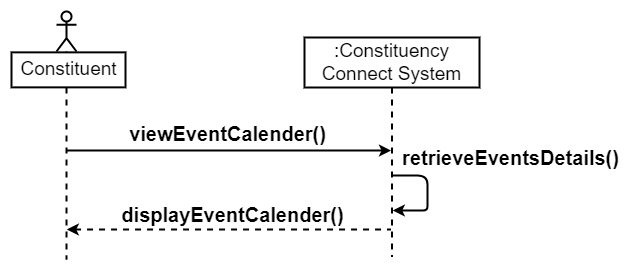 Constituent
:Constituency
Connect System
viewEventCalender()
retrieveEventsDetails()
displayEventCalender()